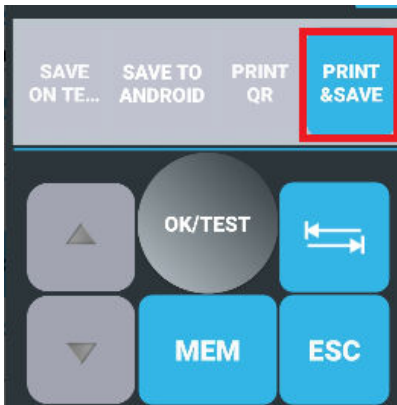 SAVE
ON TE...
SAVE TO
ANDROID
PRINT
QR
PRINT
&SAVE
OK/TEST
MEM
ESC